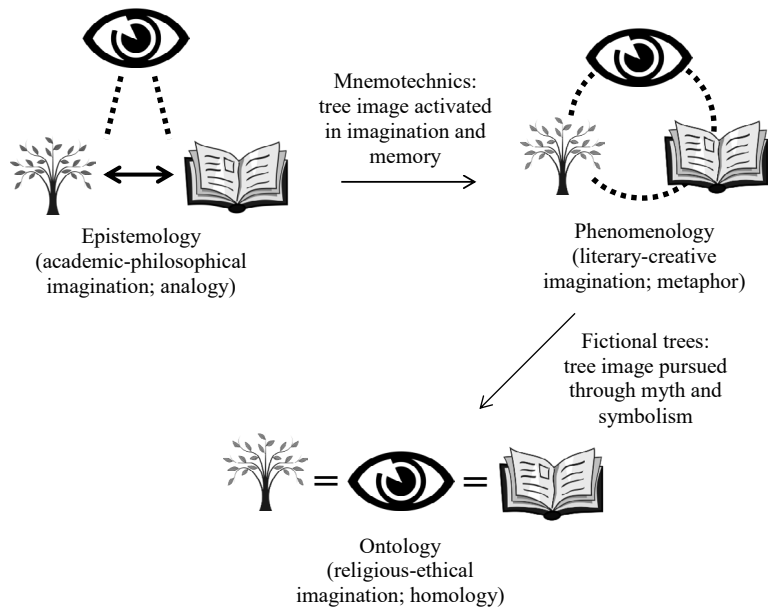 Mnemotechnics:
tree image activated
in imagination and
memory
Epistemology
(academic-philosophical
imagination; analogy)
Phenomenology
(literary-creative
imagination; metaphor)
Fictional trees:
tree image pursued
through myth and
symbolism
=
=
Ontology
(religious-ethical
imagination; homology)